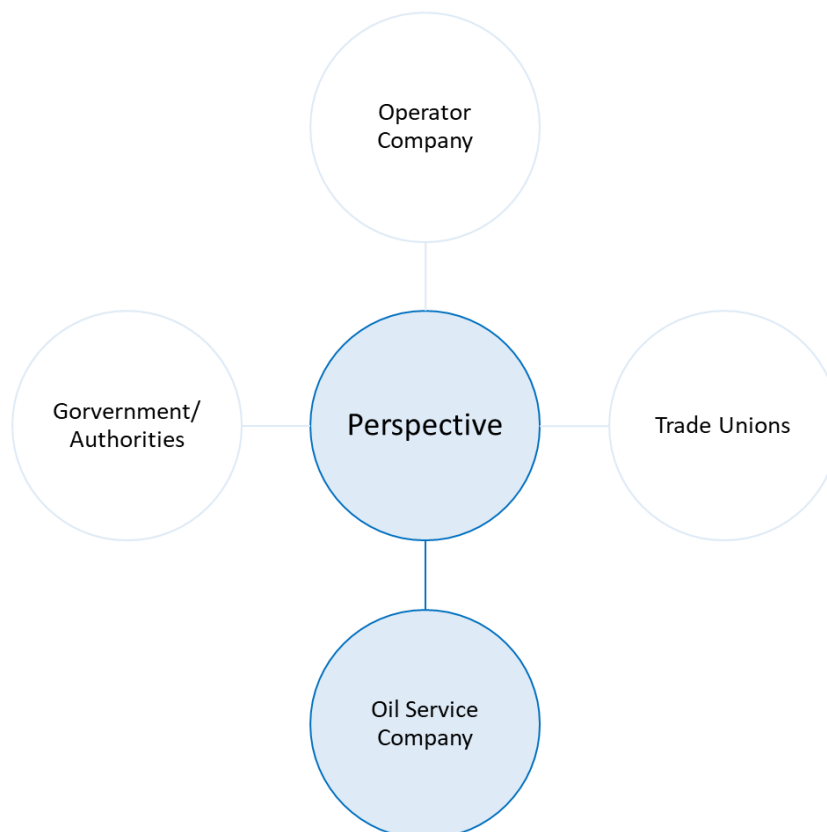 Operator
Company
Gorvernment/
Authorities
Perspective
Trade Unions
Oil Service
Company